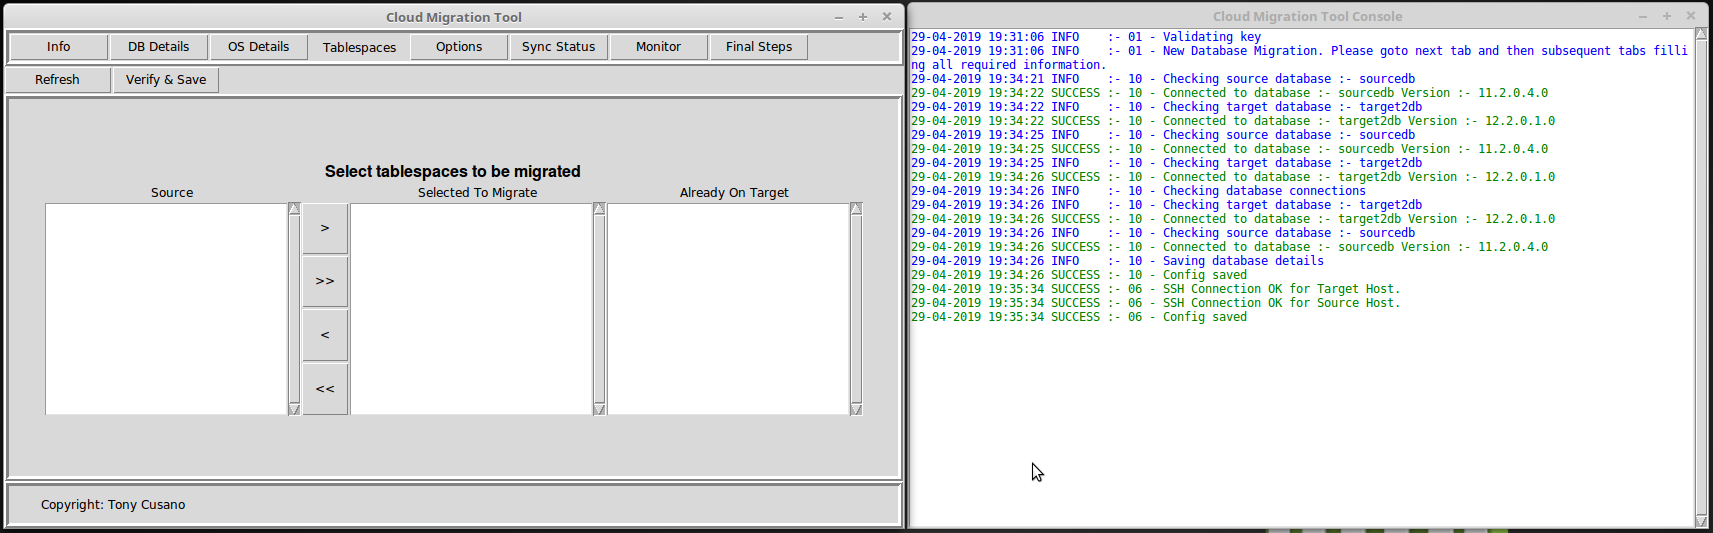 Cloud Migration Tool
Info DB Details OS Details Tablespaces Options Sync Status Monitor Final Steps
Refresh Verify & Save
Select tablespaces to be migrated
Source Selected To Migrate Already On Target
>
>>
<
<<
Copyright: Tony Cusano
Cloud Migration Tool Console
29-04-2019 19:31:06 INFO :- 01 - Validating key
29-04-2019 19:31:06 INFO :- 01 - New Database Migration. Please goto next tab and then subsequent tabs filli
ng all required information.
29-04-2019 19:34:21 INFO :- 10 - Checking source database :- sourcedb
29-04-2019 19:34:22 SUCCESS :- 10 - Connected to database :- sourcedb Version :- 11.2.0.4.0
29-04-2019 19:34:22 INFO :- 10 - Checking target database :- target2db
29-04-2019 19:34:22 SUCCESS :- 10 - Connected to database :- target2db Version :- 12.2.0.1.0
29-04-2019 19:34:25 INFO :- 10 - Checking source database :- sourcedb
29-04-2019 19:34:25 SUCCESS :- 10 - Connected to database :- sourcedb Version :- 11.2.0.4.0
29-04-2019 19:34:25 INFO :- 10 - Checking target database :- target2db
29-04-2019 19:34:26 SUCCESS :- 10 - Connected to database :- target2db Version :- 12.2.0.1.0
29-04-2019 19:34:26 INFO :- 10 - Checking database connections
29-04-2019 19:34:26 INFO :- 10 - Checking target database :- target2db
29-04-2019 19:34:26 SUCCESS :- 10 - Connected to database :- target2db Version :- 12.2.0.1.0
29-04-2019 19:34:26 INFO :- 10 - Checking source database :- sourcedb
29-04-2019 19:34:26 SUCCESS :- 10 - Connected to database :- sourcedb Version :- 11.2.0.4.0
29-04-2019 19:34:26 INFO :- 10 - Saving database details
29-04-2019 19:34:26 SUCCESS :- 10 - Config saved
29-04-2019 19:35:34 SUCCESS :- 06 - SSH Connection OK for Target Host.
29-04-2019 19:35:34 SUCCESS :- 06 - SSH Connection OK for Source Host.
29-04-2019 19:35:34 SUCCESS :- 06 - Config saved